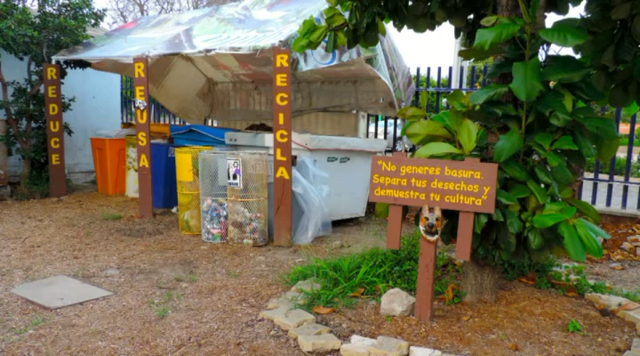 REDUCE
REUSA
RECICLA
"No generes basura.
Separa tus desechos y
demuestra tu cultura"